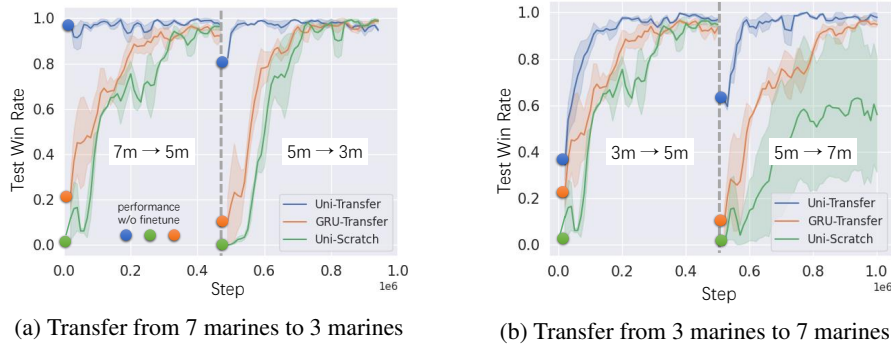 Test Win Rate
1.0
0.8
0.6
0.4
0.2
0.0
7m → 5m
5m → 3m
performance
w/o finetune
Uni-Transfer
GRU-Transfer
Uni-Scratch
0.0
0.2
0.4
0.6
0.8
1.0
1e6
Step
(a) Transfer from 7 marines to 3 marines
Test Win Rate
1.0
0.8
0.6
0.4
0.2
0.0
3m → 5m
5m → 7m
Uni-Transfer
GRU-Transfer
Uni-Scratch
0.0
0.2
0.4
0.6
0.8
1.0
1e6
Step
(b) Transfer from 3 marines to 7 marines